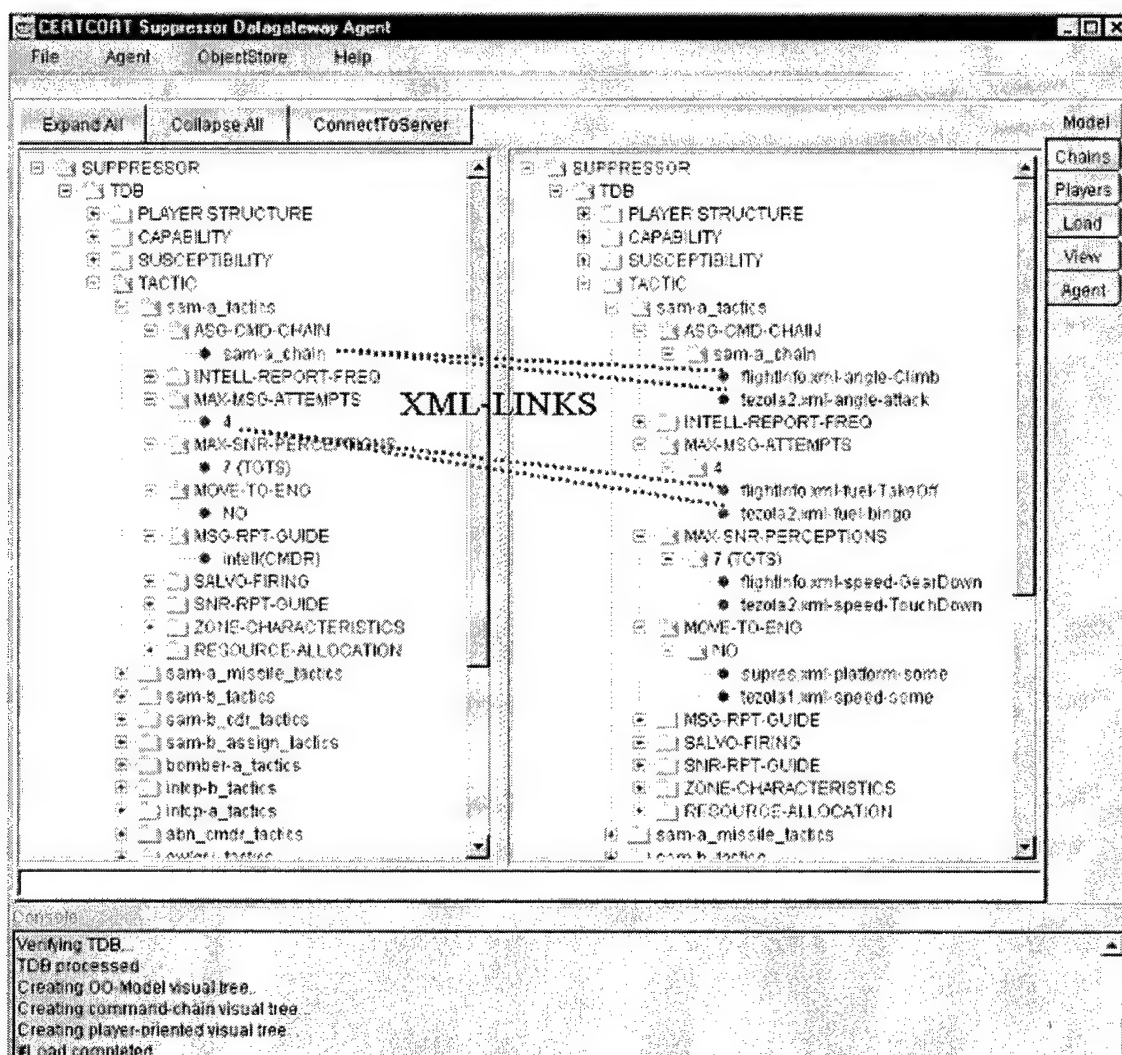 CERTCORT Suppressor Datagateway Agent
File Agent ObjectStore Help
Expand All Collapse All ConnectToServer
Model
Chains
Players
Load
View
Agent
SUPPRESSOR
TDB
PLAYER STRUCTURE
CAPABILITY
SUSCEPTIBILITY
TACTIC
sam-a_tactics
ASG-CMD-CHAIN
sam-a_chain
INTELL-REPORT-FREQ
MAX-MSG-ATTEMPTS
4
MAX-SNR-PERCEPTIONS
7 (TGTS)
MOVE-TO-ENG
NO
MSG-RPT-GUIDE
intell(CMDR)
SALVO-FIRING
SNR-RPT-GUIDE
ZONE-CHARACTERISTICS
RESOURCE-ALLOCATION
sam-a_missile_tactics
sam-b_tactics
sam-b_cdr_tactics
sam-b_assign_tactics
bomber-a_tactics
intcp-b_tactics
intcp-a_tactics
abn_cmdr_tactics
XML-LINKS
SUPPRESSOR
TDB
PLAYER STRUCTURE
CAPABILITY
SUSCEPTIBILITY
TACTIC
sam-a_tactics
ASG-CMD-CHAIN
sam-a_chain
flightInfo.xml-angle-Climb
tezola2.xml-angle-attack
INTELL-REPORT-FREQ
MAX-MSG-ATTEMPTS
4
flightInfo.xml-fuel-TakeOff
tezola2.xml-fuel-bingo
MAX-SNR-PERCEPTIONS
7 (TGTS)
flightInfo.xml-speed-GearDown
tezola2.xml-speed-TouchDown
MOVE-TO-ENG
NO
supres.xml-platform-some
tezola1.xml-speed-some
MSG-RPT-GUIDE
SALVO-FIRING
SNR-RPT-GUIDE
ZONE-CHARACTERISTICS
RESOURCE-ALLOCATION
sam-a_missile_tactics
sam-b_tactics
Console
Verifying TDB...
TDB processed
Creating OO-Model visual tree..
Creating command-chain visual tree...
Creating player-oriented visual tree...
Load completed